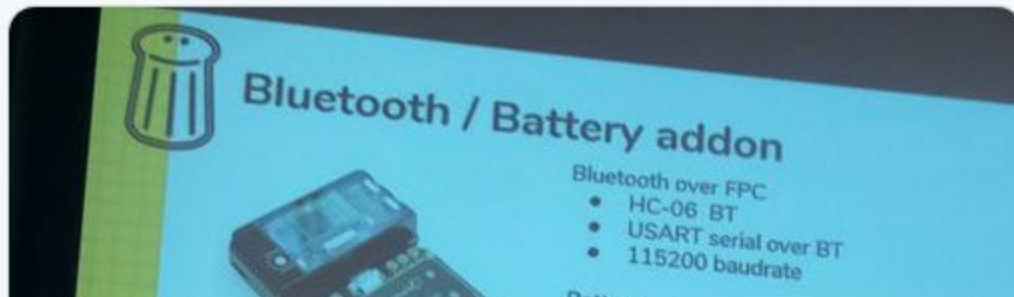 Bluetooth / Battery addon
Bluetooth over FPC
● HC-06 BT
● USART serial over BT
● 115200 baudrate